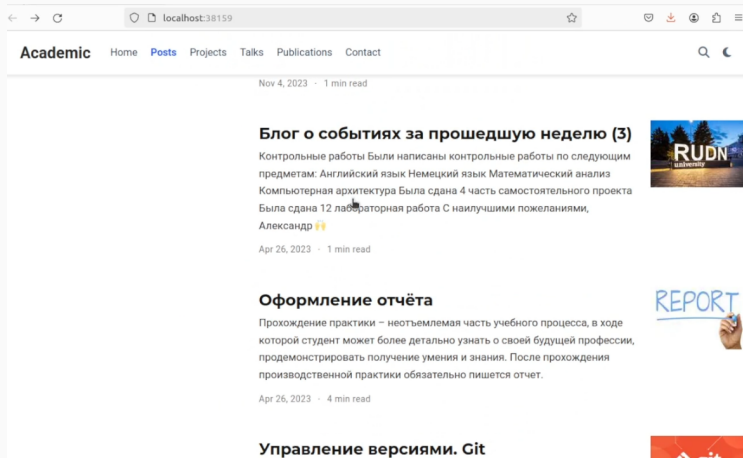 localhost:38159
Academic Home Posts Projects Talks Publications Contact
Nov 4, 2023 · 1 min read
Блог о событиях за прошедшую неделю (3)
Контрольные работы Были написаны контрольные работы по следующим
предметам: Английский язык Немецкий язык Математический анализ
Компьютерная архитектура Была сдана 4 часть самостоятельного проекта
Была сдана 12 лабораторная работа С наилучшими пожеланиями,
Александр 🙌
Apr 26, 2023 · 1 min read
RUDN
university
Оформление отчёта
Прохождение практики – неотъемлемая часть учебного процесса, в ходе
которой студент может более детально узнать о своей будущей профессии,
продемонстрировать получение умения и знания. После прохождения
производственной практики обязательно пишется отчет.
Apr 26, 2023 · 4 min read
REPORT
Управление версиями. Git